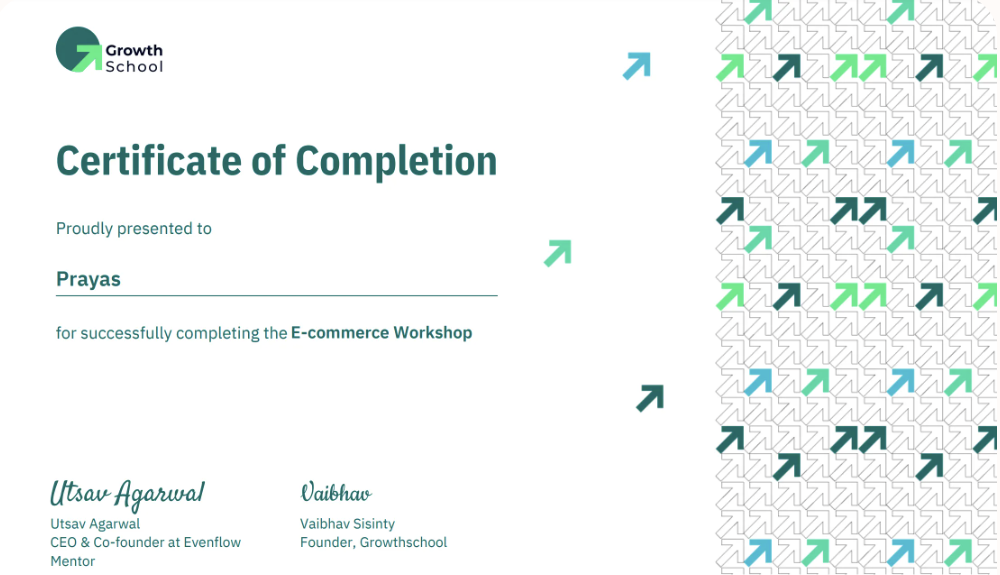 Growth
School
Certificate of Completion
Proudly presented to
Prayas
for successfully completing the E-commerce Workshop
Utsav Agarwal
Vaibhav
Utsav Agarwal
CEO & Co-founder at Evenflow
Mentor
Vaibhav Sisinty
Founder, Growthschool